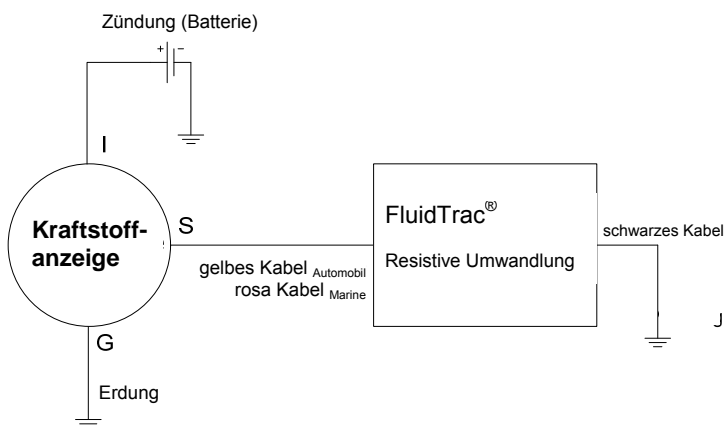 Zündung (Batterie)
+ −
I
Kraftstoff-
anzeige
S
gelbes Kabel Automobil
rosa Kabel Marine
FluidTrac®
Resistive Umwandlung
schwarzes Kabel
J
G
Erdung